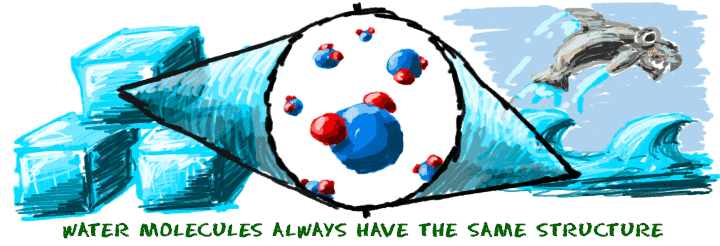 WATER MOLECULES ALWAYS HAVE THE SAME STRUCTURE